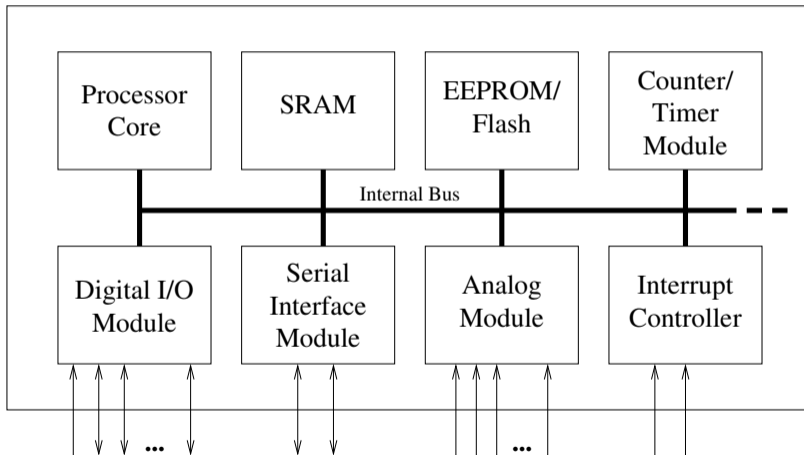 Processor
Core
SRAM
EEPROM/
Flash
Counter/
Timer
Module
Internal Bus
Digital I/O
Module
Serial
Interface
Module
Analog
Module
Interrupt
Controller
...
...